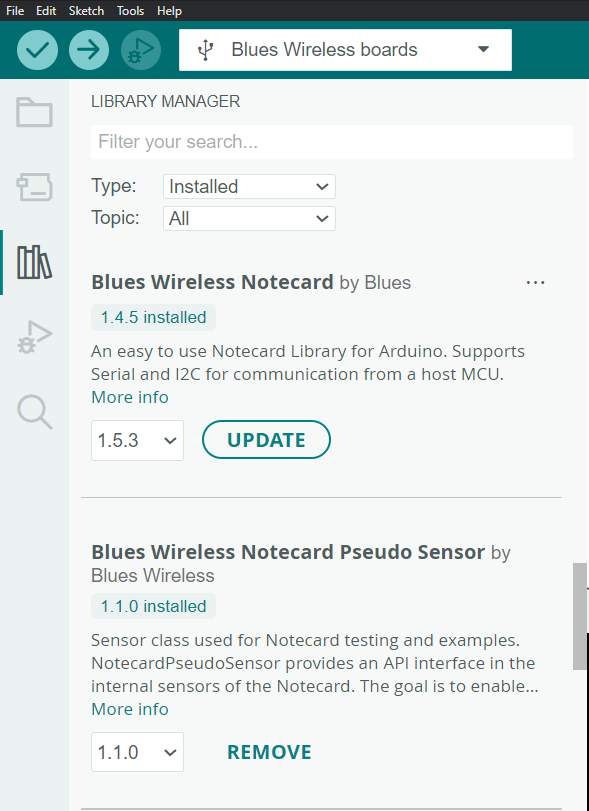 File Edit Sketch Tools Help
Blues Wireless boards
LIBRARY MANAGER
Filter your search...
Type: Installed
Topic: All
Blues Wireless Notecard by Blues ...
1.4.5 installed
An easy to use Notecard Library for Arduino. Supports
Serial and I2C for communication from a host MCU.
More info
1.5.3 UPDATE
Blues Wireless Notecard Pseudo Sensor by
Blues Wireless
1.1.0 installed
Sensor class used for Notecard testing and examples.
NotecardPseudoSensor provides an API interface in the
internal sensors of the Notecard. The goal is to enable...
More info
1.1.0 REMOVE